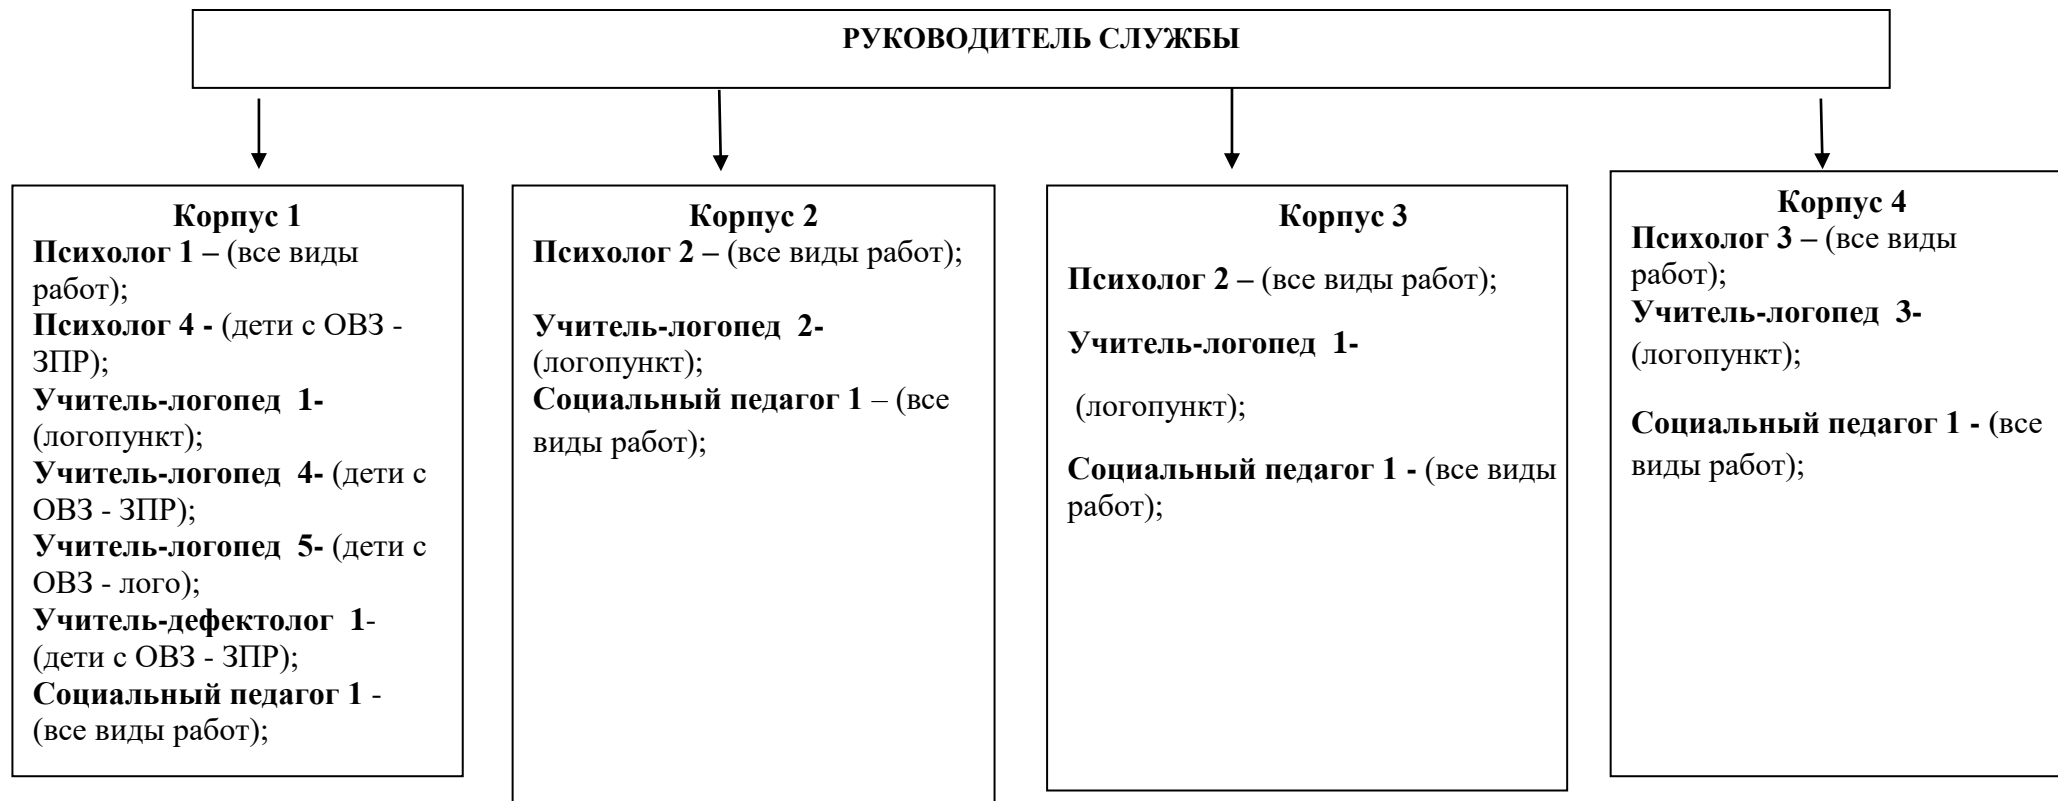 РУКОВОДИТЕЛЬ СЛУЖБЫ
Корпус 1
Психолог 1 – (все виды
работ);
Психолог 4 - (дети с ОВЗ -
ЗПР);
Учитель-логопед 1-
(логопункт);
Учитель-логопед 4- (дети с
ОВЗ - ЗПР);
Учитель-логопед 5- (дети с
ОВЗ - лого);
Учитель-дефектолог 1-
(дети с ОВЗ - ЗПР);
Социальный педагог 1 -
(все виды работ);
Корпус 2
Психолог 2 – (все виды работ);
Учитель-логопед 2-
(логопункт);
Социальный педагог 1 – (все
виды работ);
Корпус 3
Психолог 2 – (все виды работ);
Учитель-логопед 1-
(логопункт);
Социальный педагог 1 - (все виды
работ);
Корпус 4
Психолог 3 – (все виды
работ);
Учитель-логопед 3-
(логопункт);
Социальный педагог 1 - (все
виды работ);